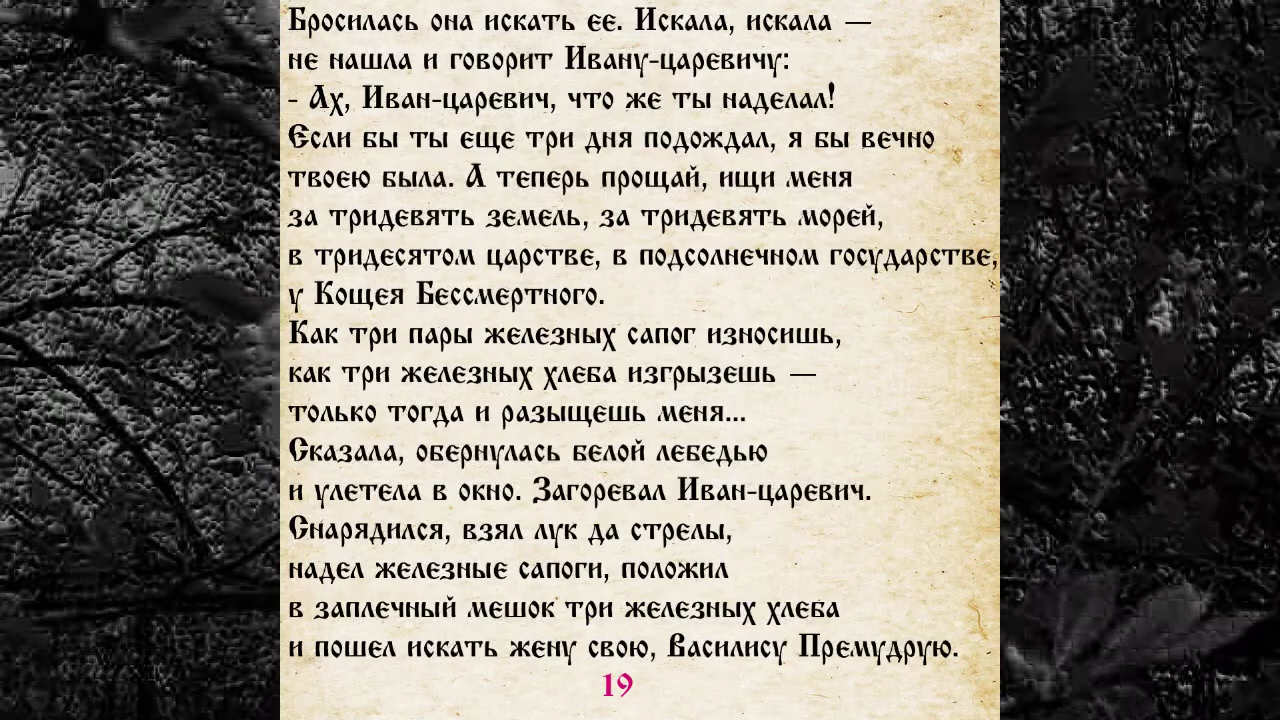 Бросилась она искать ее. Искала, искала —
не нашла и говорит Ивану-царевичу:
- Ах, Иван-царевич, что же ты наделал!
Если бы ты еще три дня подождал, я бы вечно
твоею была. А теперь прощай, ищи меня
за тридевять земель, за тридевять морей,
в тридесятом царстве, в подсолнечном государстве,
у Кощея Бессмертного.
Как три пары железных сапог износишь,
как три железных хлеба изгрызешь —
только тогда и разыщешь меня...
Сказала, обернулась белой лебедью
и улетела в окно. Загоревал Иван-царевич.
Снарядился, взял лук да стрелы,
надел железные сапоги, положил
в заплечный мешок три железных хлеба
и пошел искать жену свою, Василису Премудрую.
19